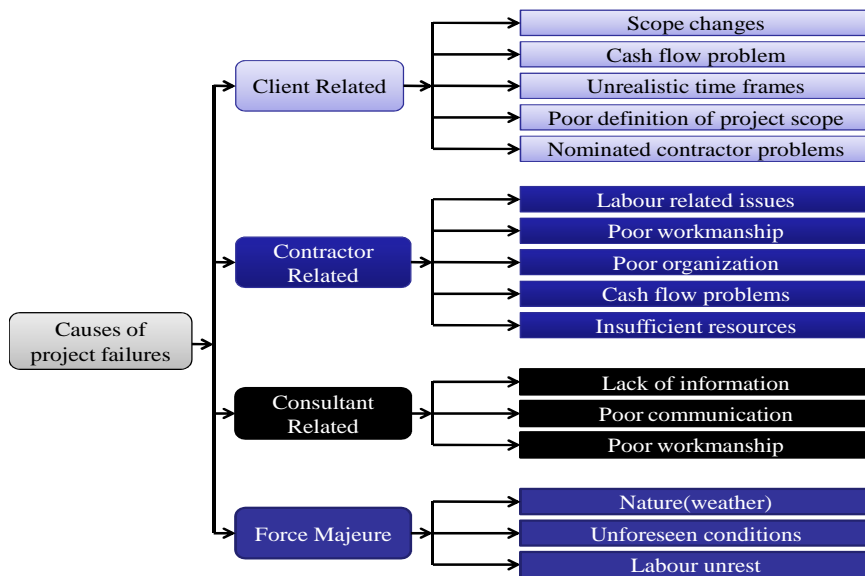 Causes of
project failures
Client Related
Scope changes
Cash flow problem
Unrealistic time frames
Poor definition of project scope
Nominated contractor problems
Contractor
Related
Labour related issues
Poor workmanship
Poor organization
Cash flow problems
Insufficient resources
Consultant
Related
Lack of information
Poor communication
Poor workmanship
Force Majeure
Nature(weather)
Unforeseen conditions
Labour unrest